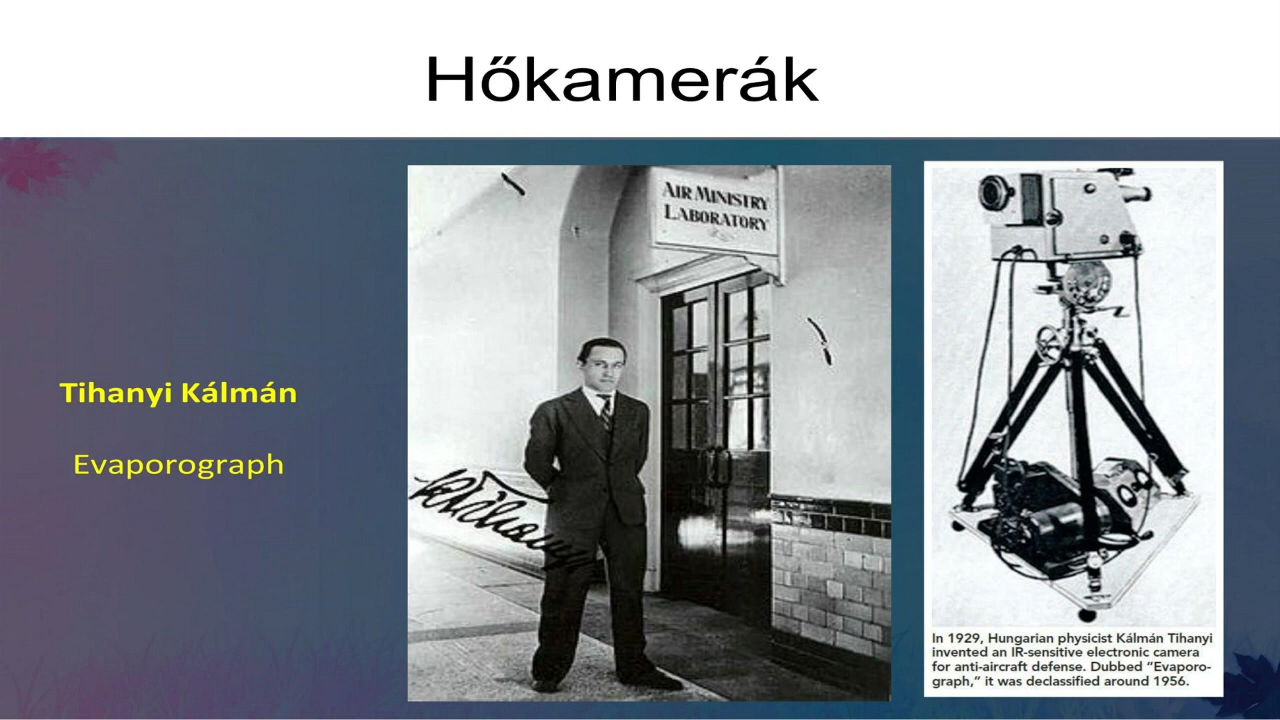 Hőkamerák
Tihanyi Kálmán
Evaporograph
AIR MINISTRY
LABORATORY
KTihanyi
In 1929, Hungarian physicist Kálmán Tihanyi
invented an IR-sensitive electronic camera
for anti-aircraft defense. Dubbed “Evaporo-
graph,” it was declassified around 1956.